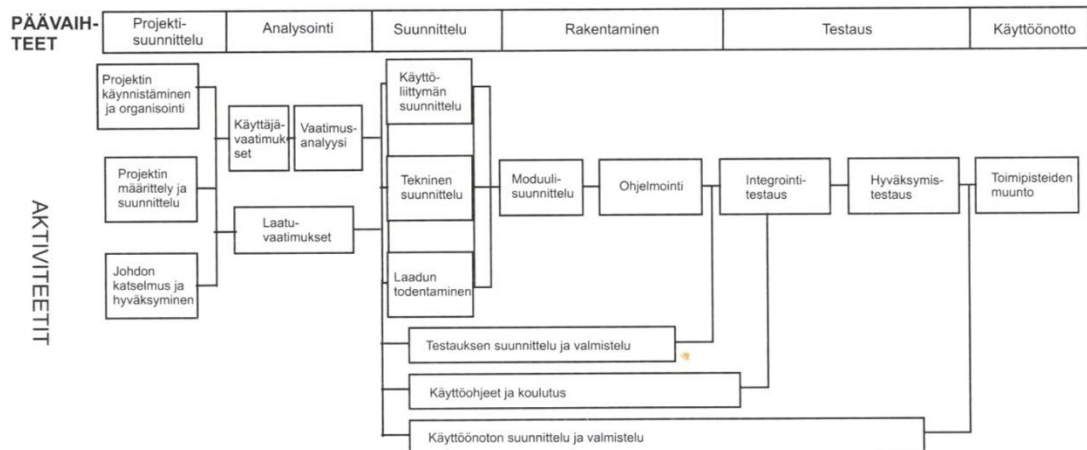 PÄÄVAIH-
TEET
Projekti-
suunnittelu
Analysointi
Suunnittelu
Rakentaminen
Testaus
Käyttöönotto
AKTIVITEETIT
Projektin
käynnistäminen
ja organisointi
Projektin
määrittely ja
suunnittelu
Johdon
katselmus ja
hyväksyminen
Käyttäjä-
vaatimuk
set
Vaatimus-
analyysi
Laatu-
vaatimukset
Käyttö-
liittymän
suunnittelu
Tekninen
suunnittelu
Laadun
todentaminen
Moduuli-
suunnittelu
Ohjelmointi
Integrointi-
testaus
Hyväksymis-
testaus
Toimipisteiden
muunto
Testauksen suunnittelu ja valmistelu
Käyttöohjeet ja koulutus
Käyttöönoton suunnittelu ja valmistelu